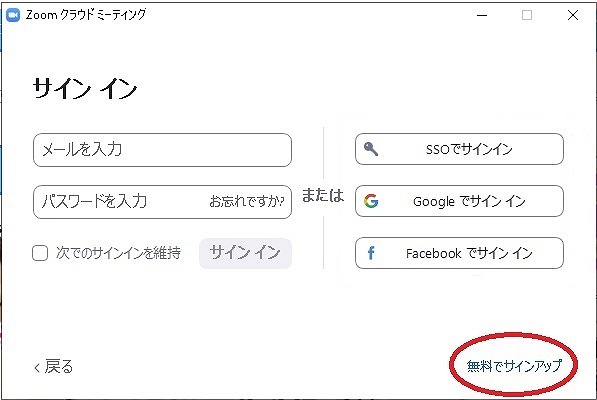 Zoom クラウド ミーティング
サイン イン
メールを入力
パスワードを入力 お忘れですか?
次でのサインインを維持 サイン イン
または
SSOでサインイン
Google でサイン イン
Facebook でサイン イン
< 戻る
無料でサインアップ